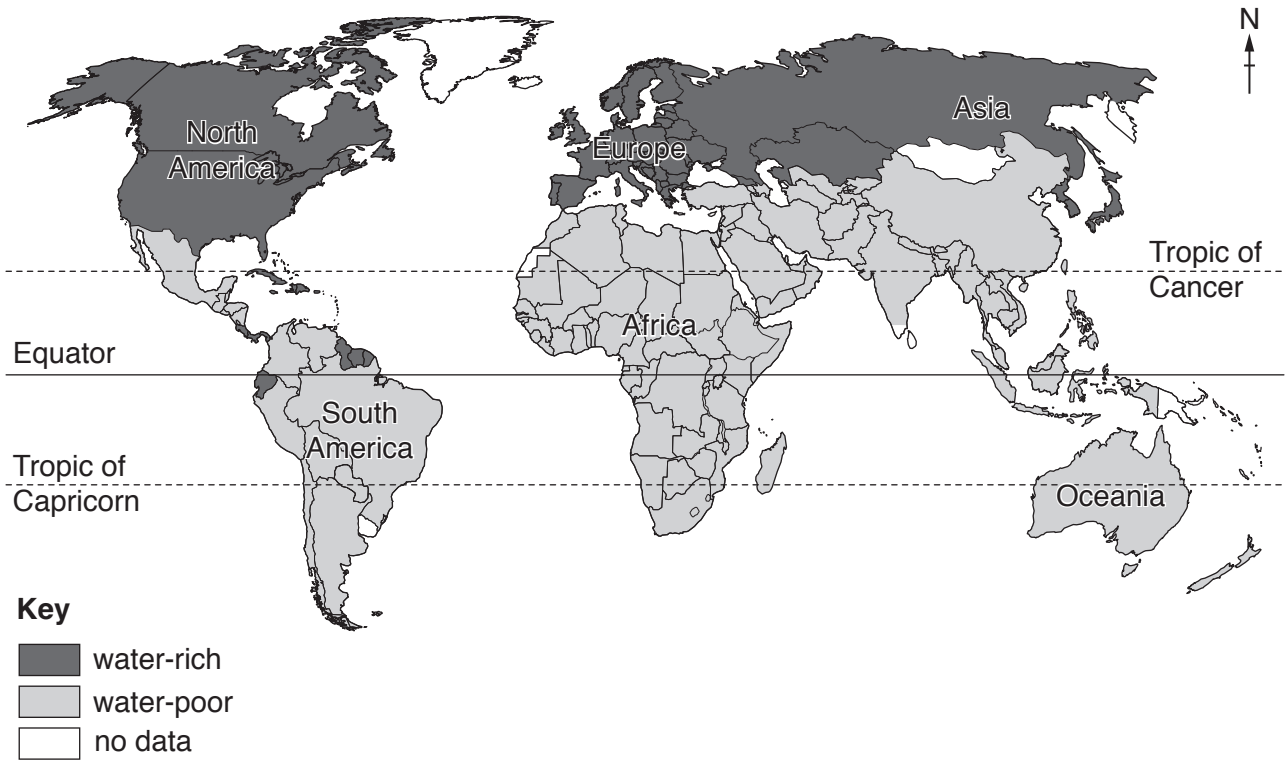 N
North
America
Europe
Asia
Tropic of
Cancer
Africa
Equator
South
America
Tropic of
Capricorn
Oceania
Key
water-rich
water-poor
no data